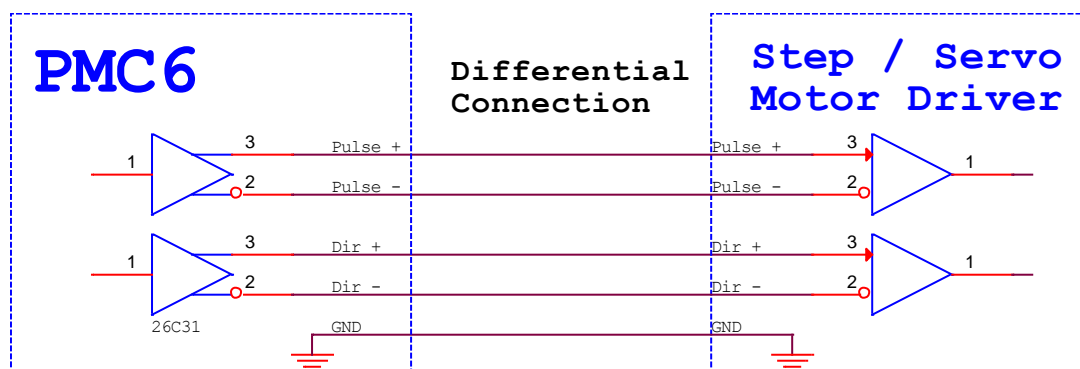 PMC6
Differential
Connection
Step / Servo
Motor Driver
1
3
Pulse +
Pulse +
3
1
2
Pulse -
Pulse -
2
1
3
Dir +
Dir +
3
1
2
Dir -
Dir -
2
26C31
GND
GND